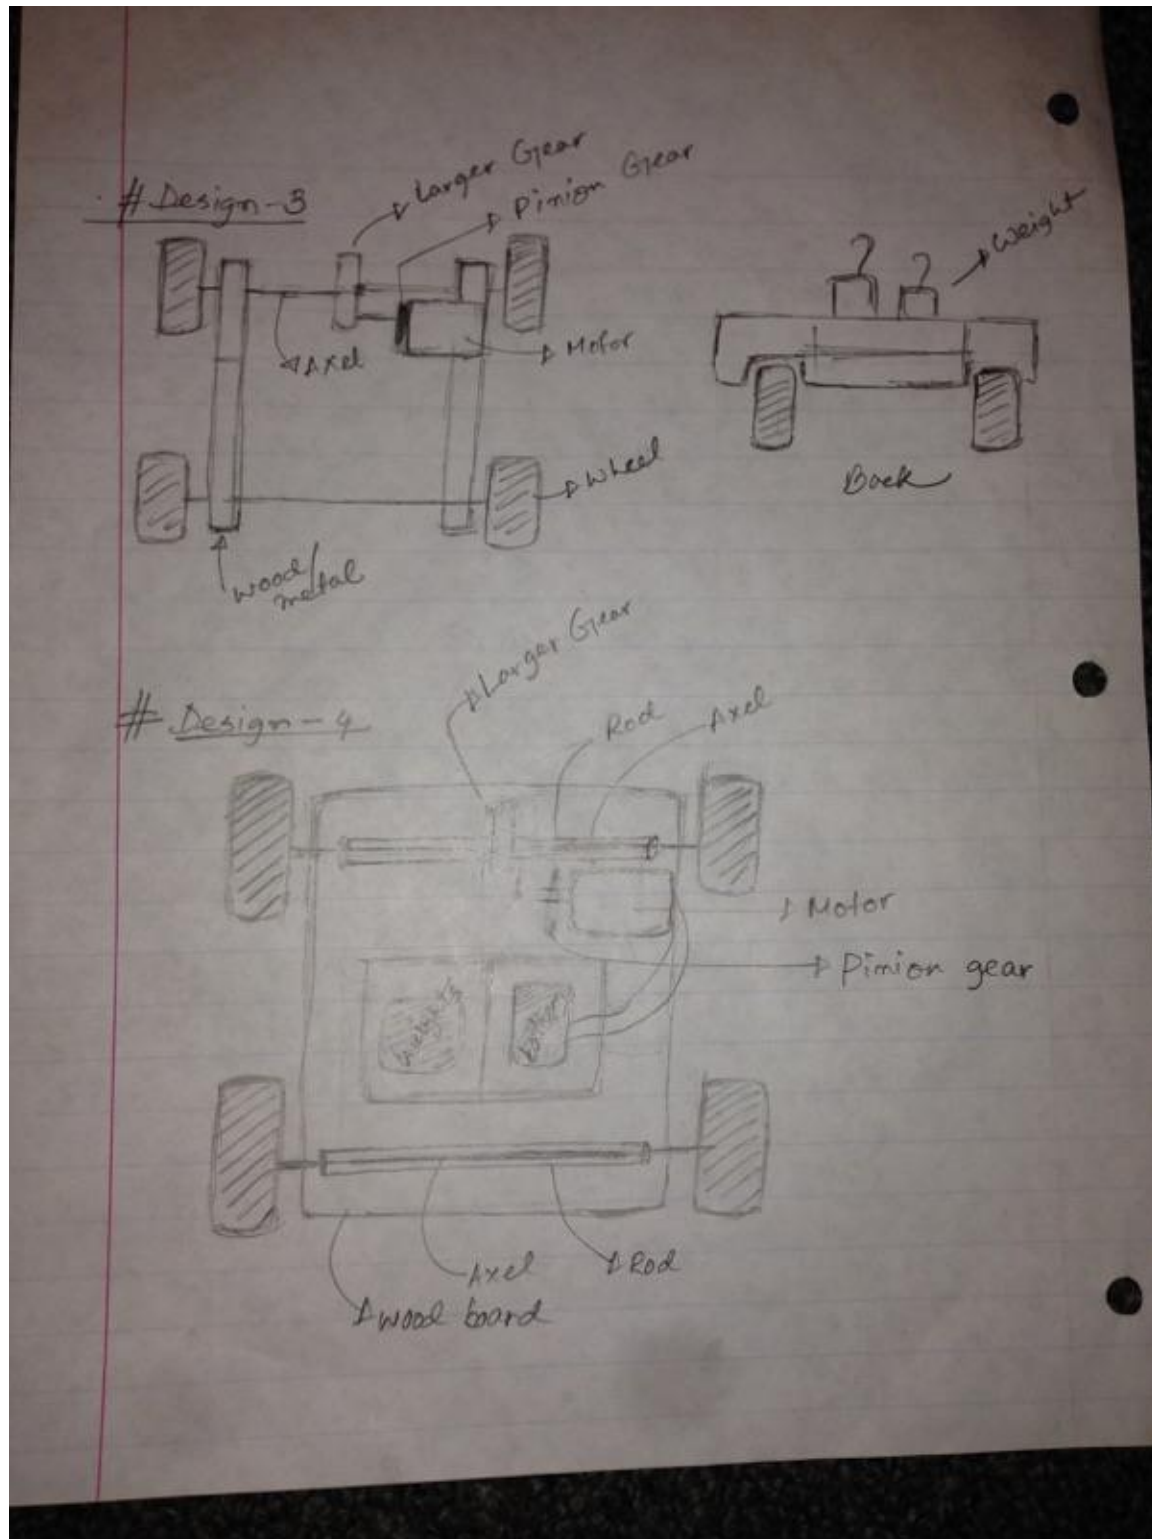 # Design-3
Larger Gear
Pinion Gear
Axel
Motor
Wheel
wood/
metal
Weight
Back
# Design-4
Larger Gear
Rod
Axel
Motor
Pinion gear
weights
Axel
Rod
wood board